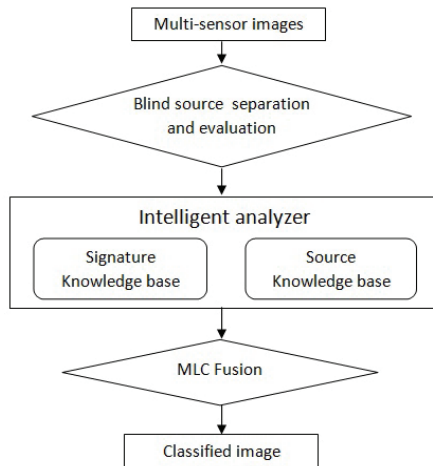 Multi-sensor images
Blind source separation
and evaluation
Intelligent analyzer
Signature
Knowledge base
Source
Knowledge base
MLC Fusion
Classified image